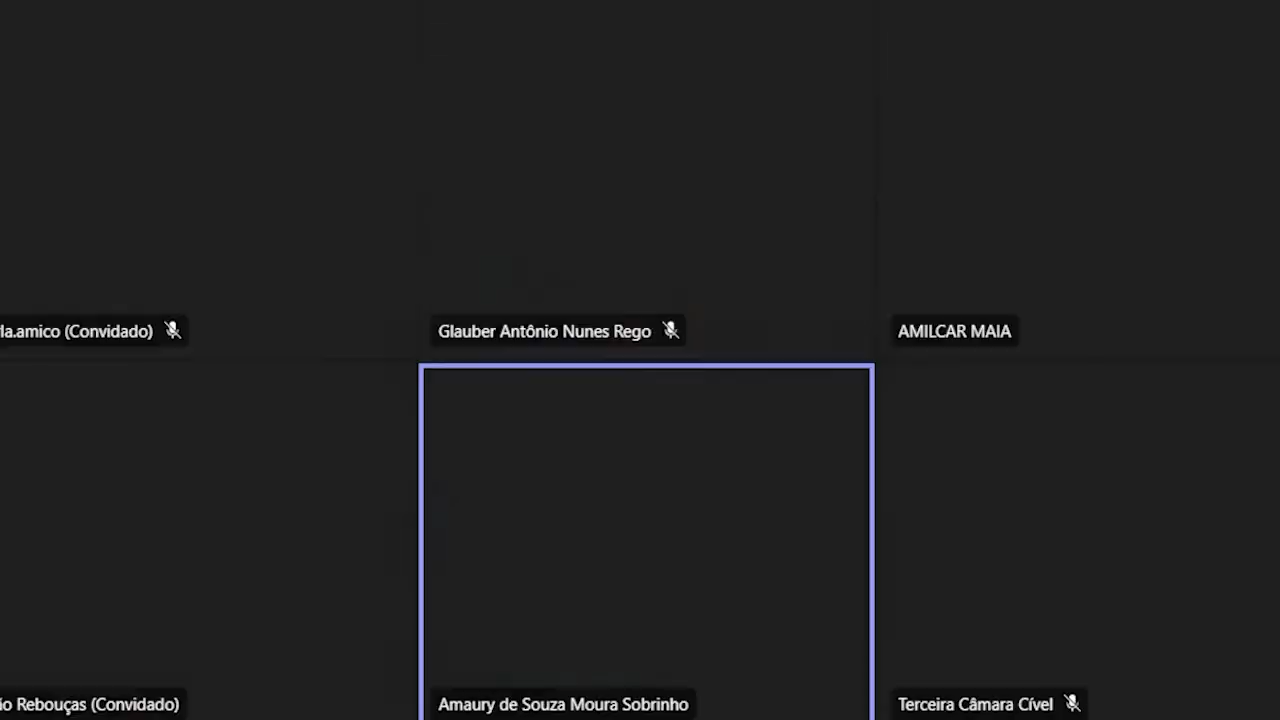 la.amico (Convidado)
Glauber Antônio Nunes Rego
AMILCAR MAIA
ão Rebouças (Convidado)
Amaury de Souza Moura Sobrinho
Terceira Câmara Cível